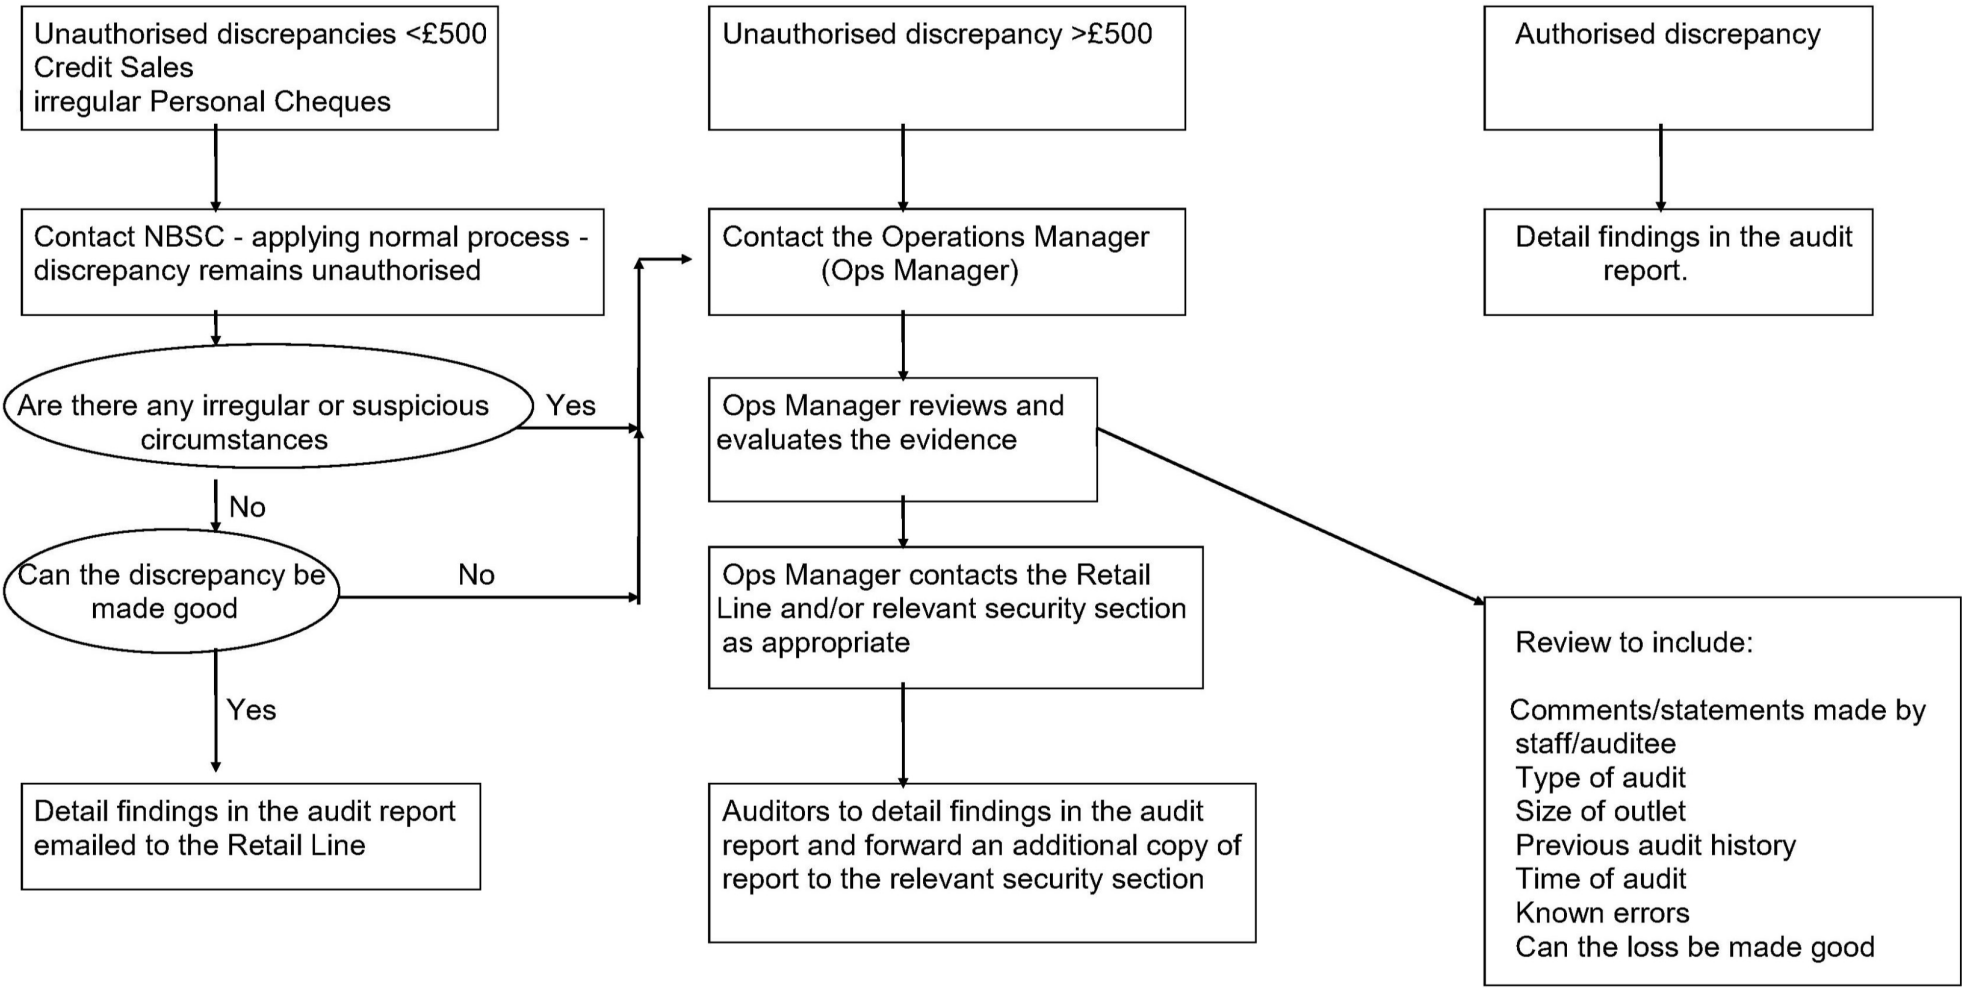 Unauthorised discrepancies <£500
Credit Sales
irregular Personal Cheques
Contact NBSC - applying normal process -
discrepancy remains unauthorised
Are there any irregular or suspicious
circumstances
Yes
No
Can the discrepancy be
made good
No
Yes
Detail findings in the audit report
emailed to the Retail Line
Unauthorised discrepancy >£500
Contact the Operations Manager
(Ops Manager)
Ops Manager reviews and
evaluates the evidence
Ops Manager contacts the Retail
Line and/or relevant security section
as appropriate
Auditors to detail findings in the audit
report and forward an additional copy of
report to the relevant security section
Authorised discrepancy
Detail findings in the audit
report.
Review to include:
Comments/statements made by
staff/auditee
Type of audit
Size of outlet
Previous audit history
Time of audit
Known errors
Can the loss be made good